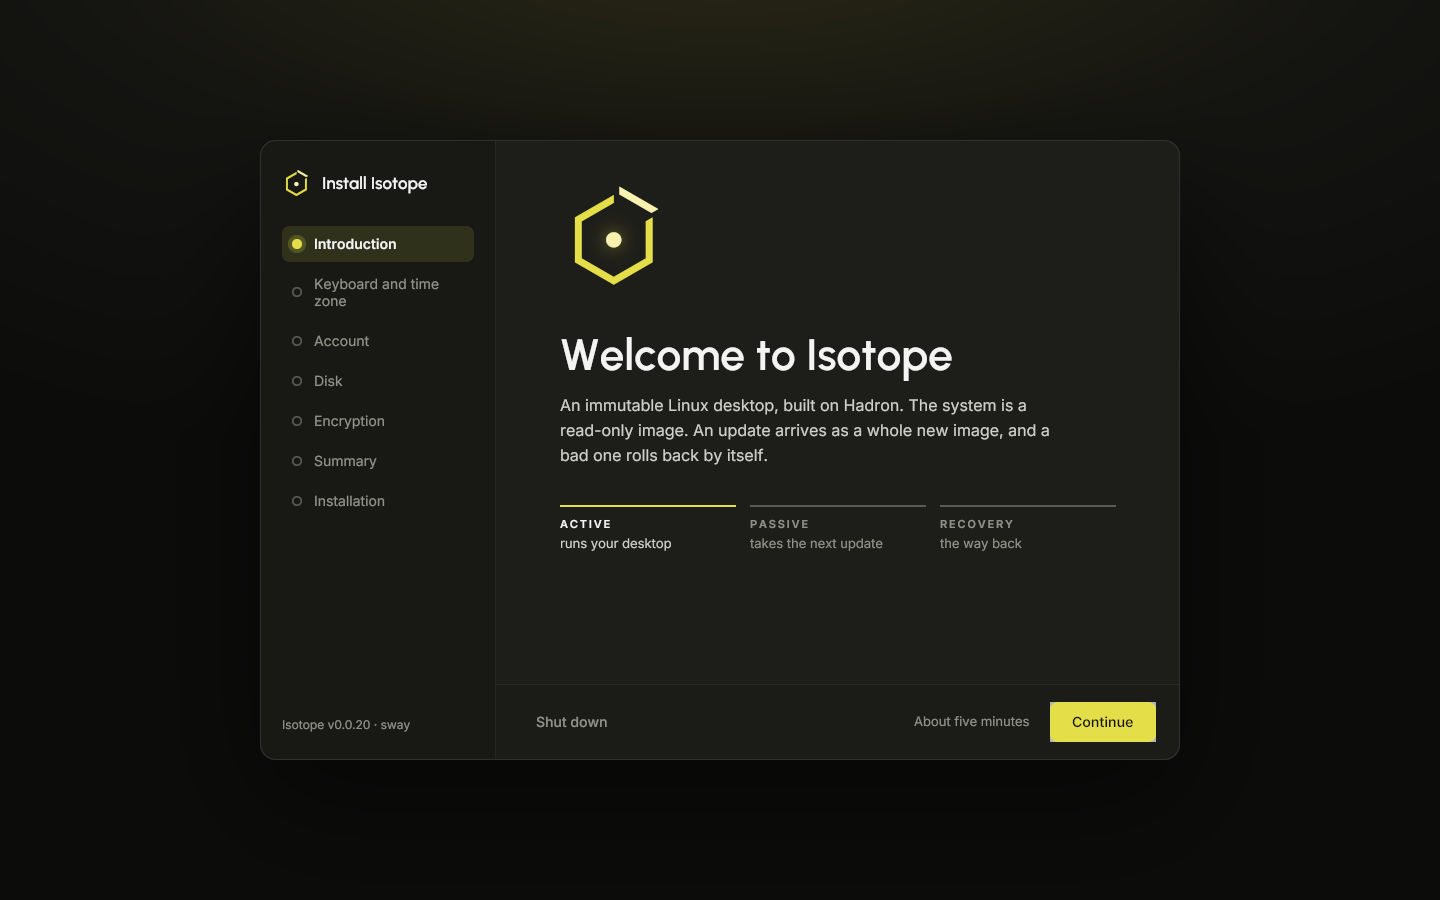 Install Isotope
Introduction
Keyboard and time
zone
Account
Disk
Encryption
Summary
Installation
Isotope v0.0.20 · sway
Welcome to Isotope
An immutable Linux desktop, built on Hadron. The system is a
read-only image. An update arrives as a whole new image, and a
bad one rolls back by itself.
ACTIVE
runs your desktop
PASSIVE
takes the next update
RECOVERY
the way back
Shut down
About five minutes
Continue